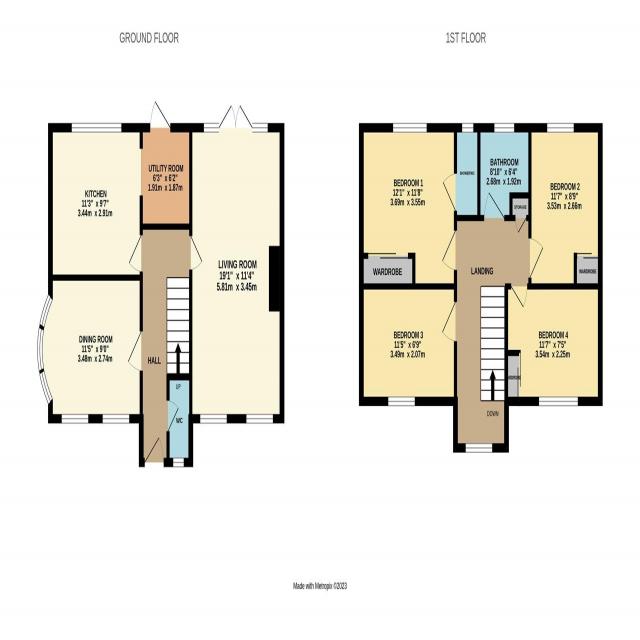 GROUND FLOOR
1ST FLOOR
KITCHEN
11'3" x 9'7"
3.44m x 2.91m
UTILITY ROOM
6'3" x 6'2"
1.91m x 1.87m
LIVING ROOM
19'1" x 11'4"
5.81m x 3.45m
DINING ROOM
11'5" x 9'0"
3.48m x 2.74m
HALL
UP
WC
BEDROOM 1
12'1" x 11'8"
3.69m x 3.55m
BATHROOM
8'10" x 6'4"
2.68m x 1.92m
STORAGE
BEDROOM 2
11'7" x 8'9"
3.53m x 2.66m
WARDROBE
WARDROBE
LANDING
BEDROOM 3
11'5" x 6'9"
3.49m x 2.07m
BEDROOM 4
11'7" x 7'5"
3.54m x 2.25m
DOWN
Made with Metropix ©2023